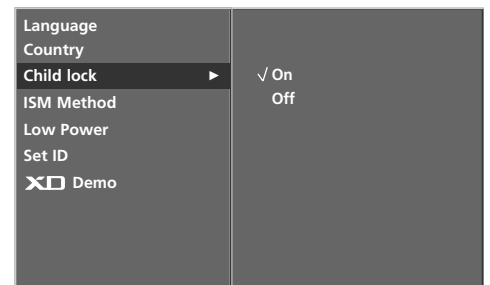 Language
Country
Child lock ►
ISM Method
Low Power
Set ID
XD Demo
√ On
Off